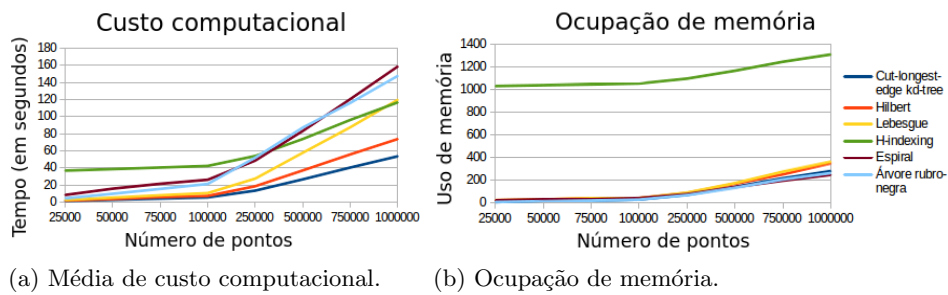 Custo computacional
Tempo (em segundos)
180
160
140
120
100
80
60
40
20
0
25000 50000 75000 100000 250000 500000 750000 1000000
Número de pontos
(a) Média de custo computacional.
Ocupação de memória
Uso de memória
1400
1200
1000
800
600
400
200
0
25000 50000 75000 100000 250000 500000 750000 1000000
Número de pontos
Cut-longest-
edge kd-tree
Hilbert
Lebesgue
H-indexing
Espiral
Árvore rubro-
negra
(b) Ocupação de memória.